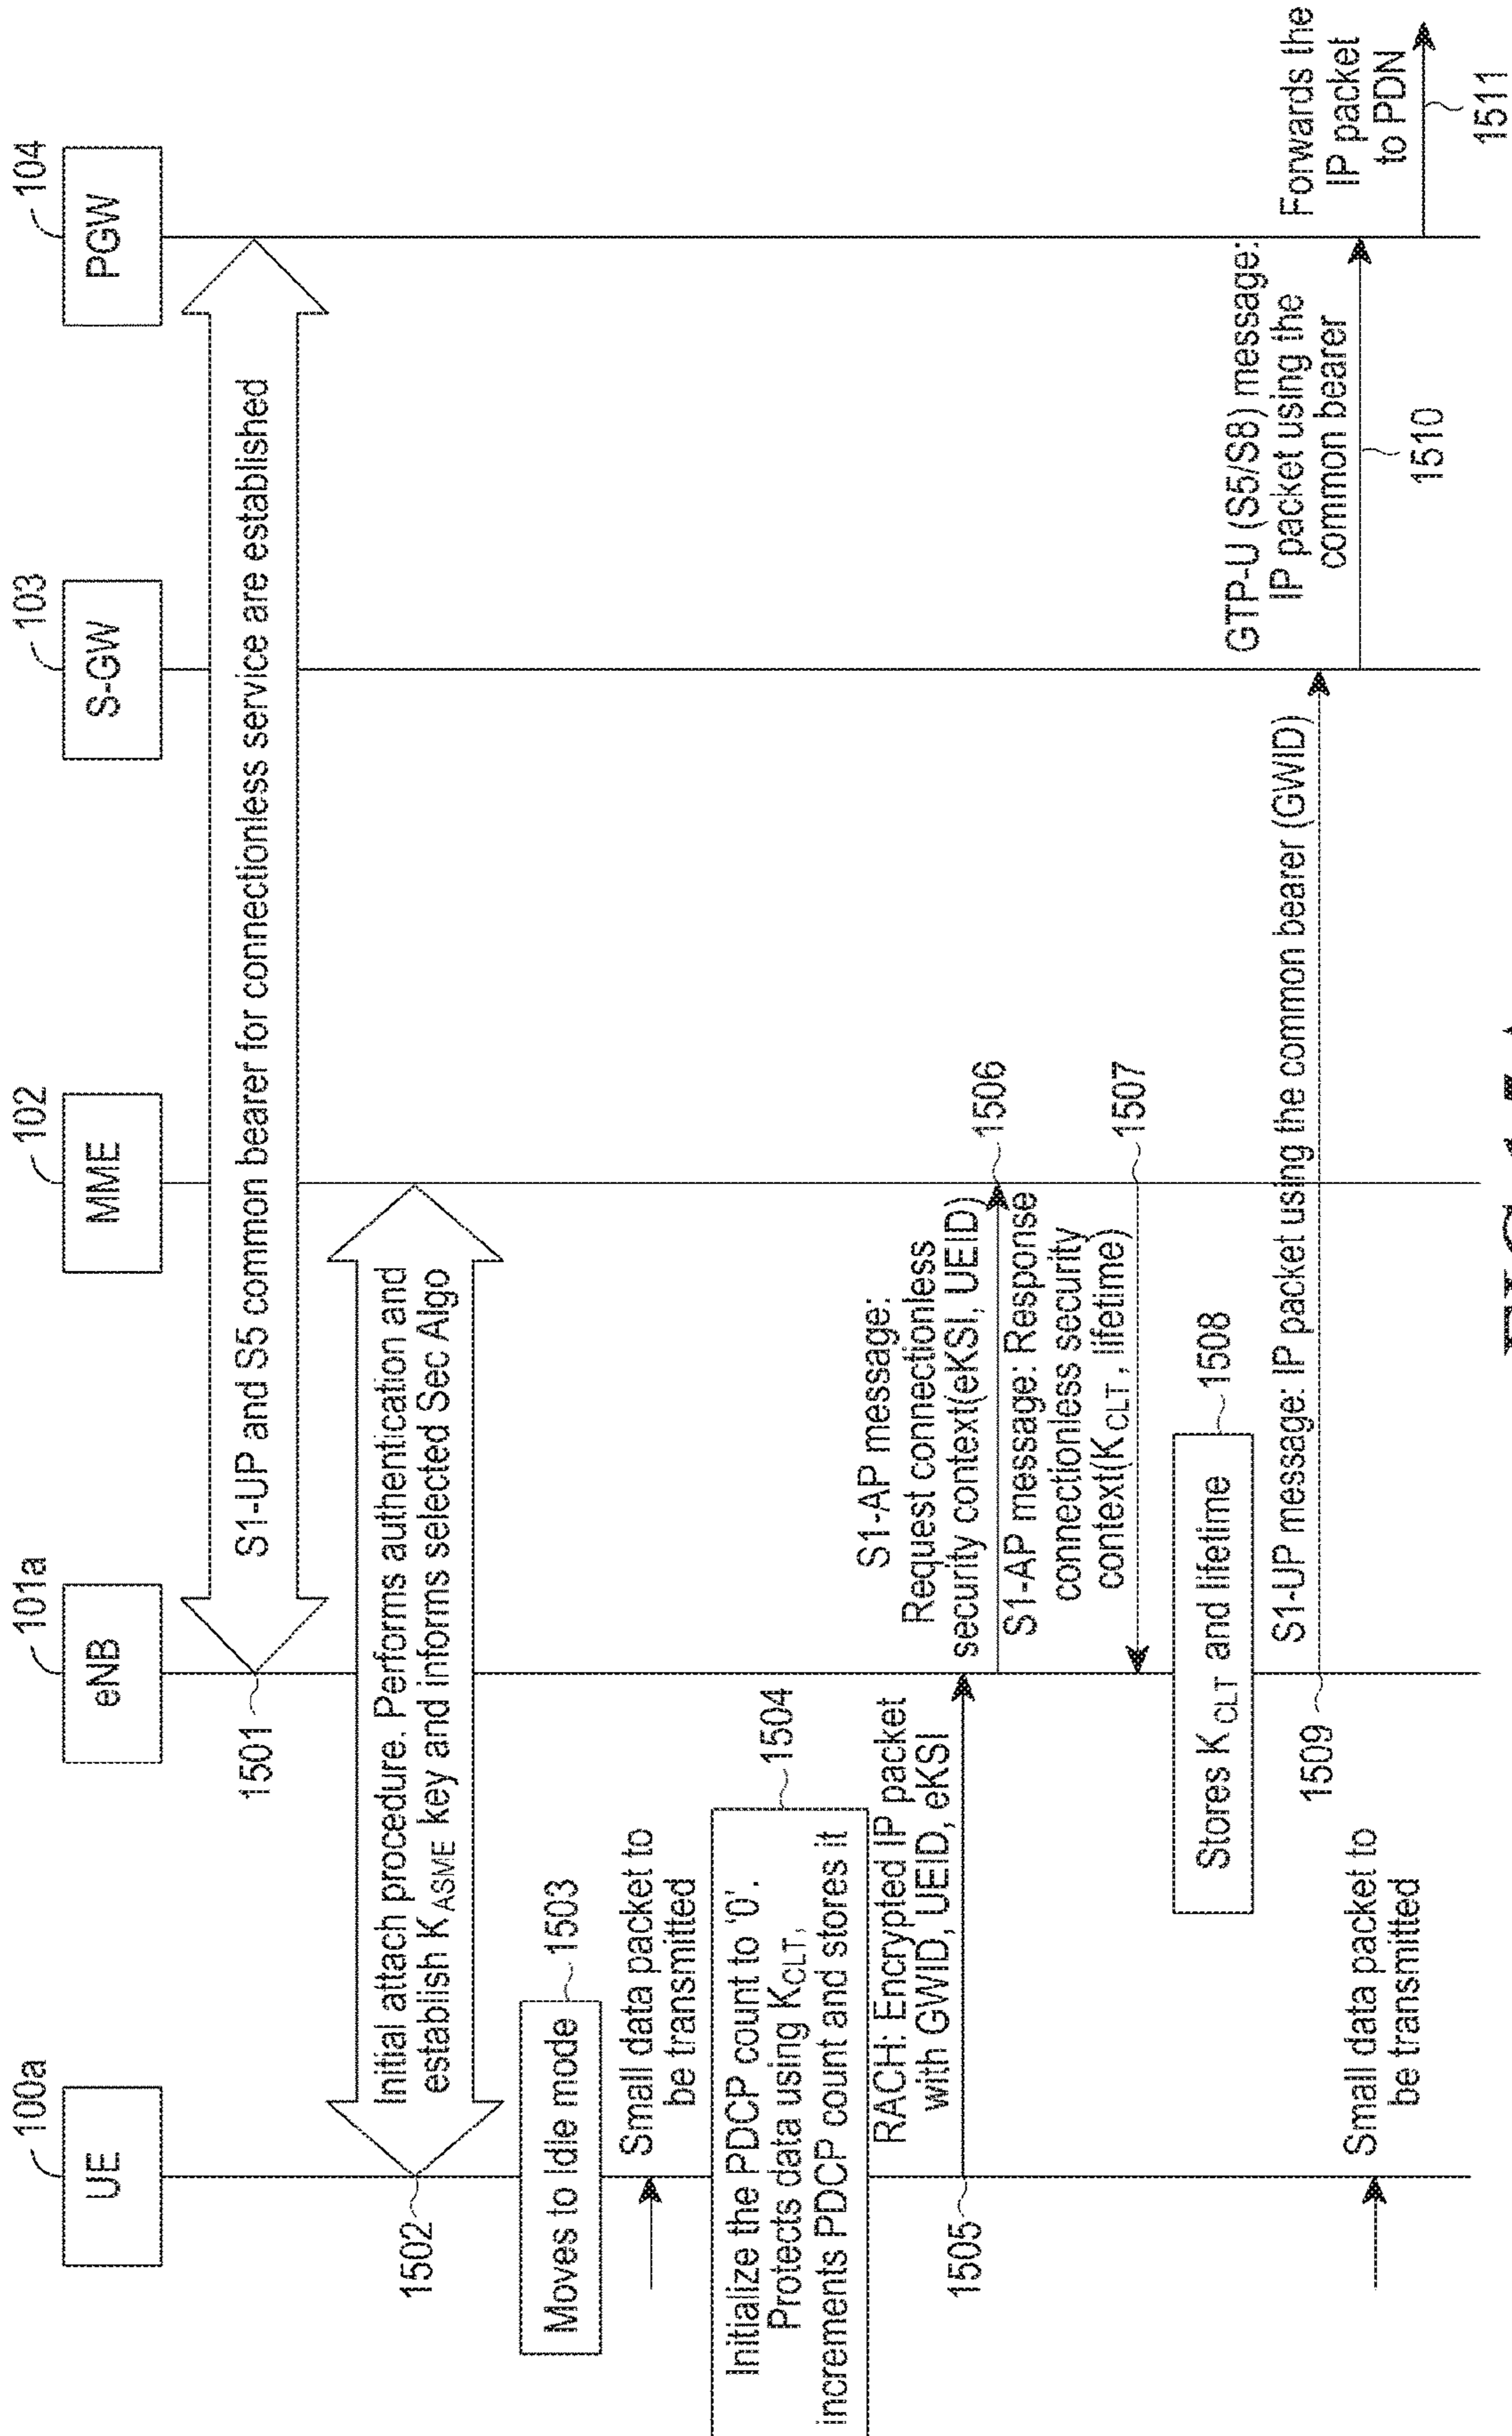 UE
100a
eNB
101a
MME
102
S-GW
103
PGW
104
S1-UP and S5 common bearer for connectionless service are established
1501
Initial attach procedure. Performs authentication and
establish KASME key and informs selected Sec Algo
1502
Moves to Idle mode
1503
Small data packet to
be transmitted
Initialize the PDCP count to '0'.
Protects data using KCLT,
increments PDCP count and stores it
1504
RACH: Encrypted IP packet
with GWID, UEID, eKSI
1505
S1-AP message:
Request connectionless
security context(eKSI, UEID)
1506
S1-AP message: Response
connectionless security
context(KCLT, lifetime)
1507
Stores KCLT and lifetime
1508
S1-UP message: IP packet using the common bearer (GWID)
1509
GTP-U (S5/S8) message:
IP packet using the
common bearer
1510
Forwards the
IP packet
to PDN
1511
Small data packet to
be transmitted